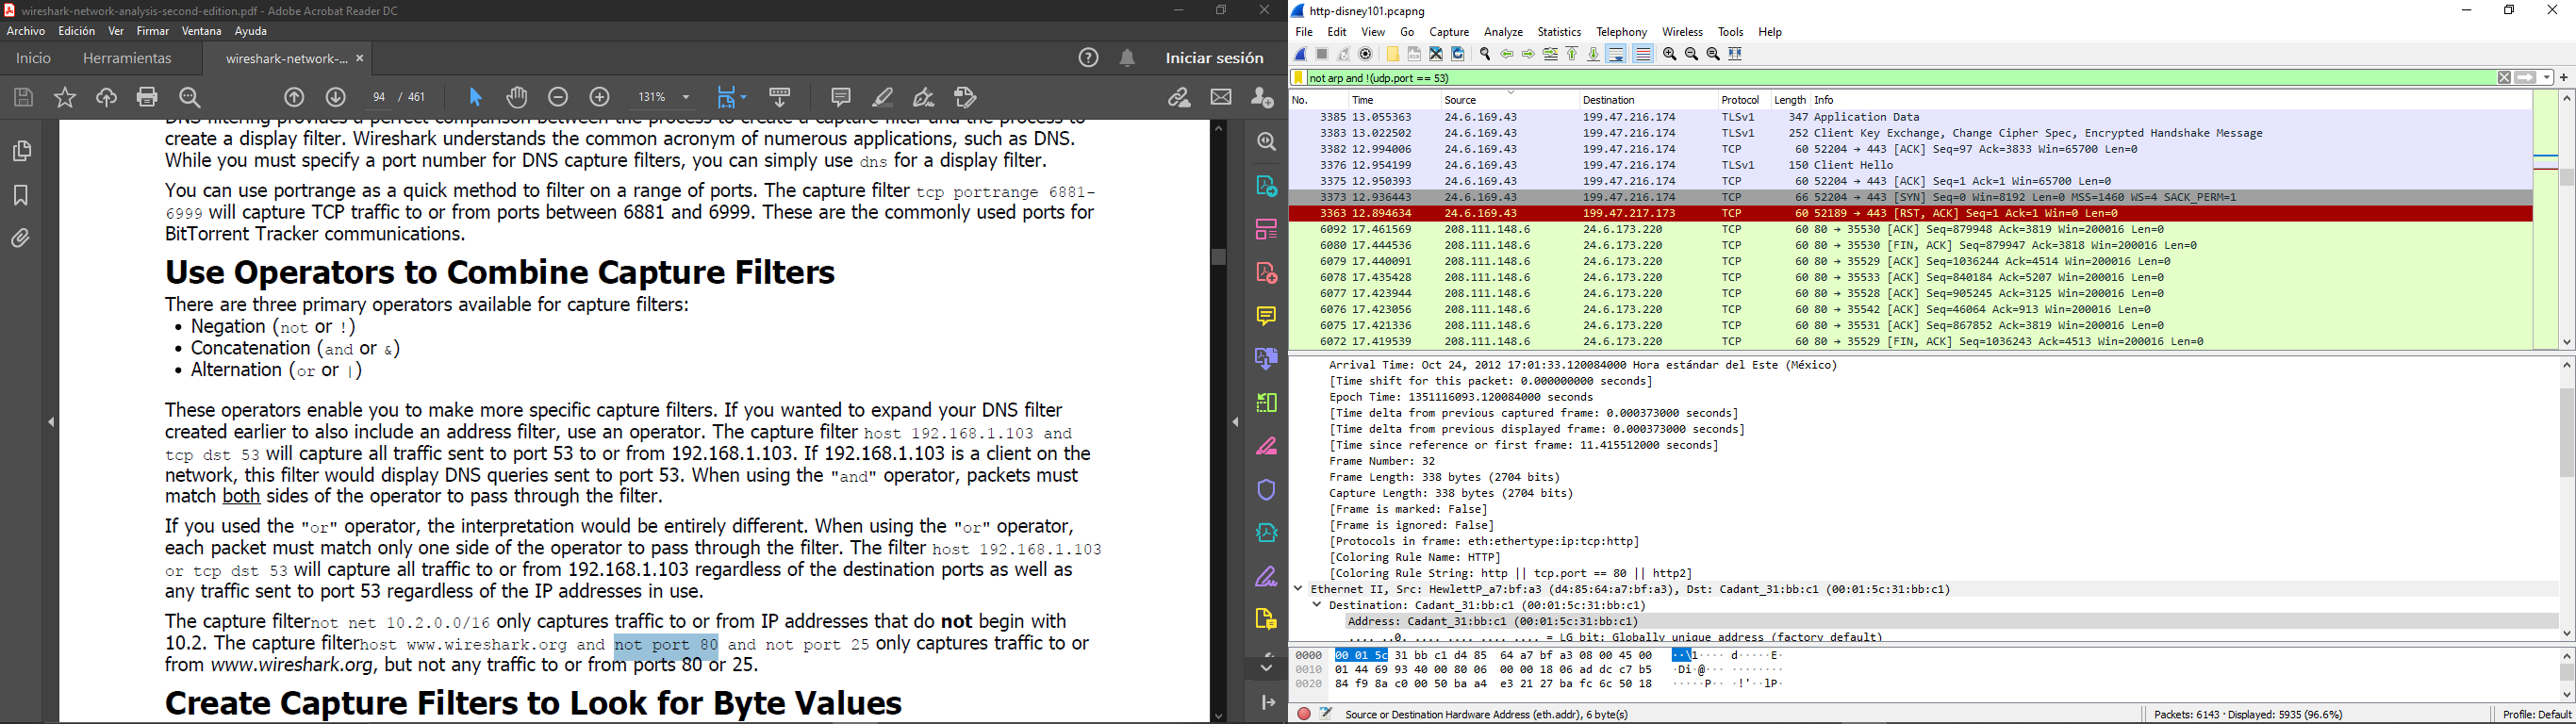 wireshark-network-analysis-second-edition.pdf - Adobe Acrobat Reader DC
Archivo Edición Ver Firmar Ventana Ayuda
Inicio Herramientas wireshark-network-... × Iniciar sesión
94 / 461 131%
create a display filter. Wireshark understands the common acronym of numerous applications, such as DNS.
While you must specify a port number for DNS capture filters, you can simply use dns for a display filter.
You can use portrange as a quick method to filter on a range of ports. The capture filter tcp portrange 6881-
6999 will capture TCP traffic to or from ports between 6881 and 6999. These are the commonly used ports for
BitTorrent Tracker communications.
Use Operators to Combine Capture Filters
There are three primary operators available for capture filters:
• Negation (not or !)
• Concatenation (and or &)
• Alternation (or or |)
These operators enable you to make more specific capture filters. If you wanted to expand your DNS filter
created earlier to also include an address filter, use an operator. The capture filter host 192.168.1.103 and
tcp dst 53 will capture all traffic sent to port 53 to or from 192.168.1.103. If 192.168.1.103 is a client on the
network, this filter would display DNS queries sent to port 53. When using the "and" operator, packets must
match both sides of the operator to pass through the filter.
If you used the "or" operator, the interpretation would be entirely different. When using the "or" operator,
each packet must match only one side of the operator to pass through the filter. The filter host 192.168.1.103
or tcp dst 53 will capture all traffic to or from 192.168.1.103 regardless of the destination ports as well as
any traffic sent to port 53 regardless of the IP addresses in use.
The capture filternot net 10.2.0.0/16 only captures traffic to or from IP addresses that do not begin with
10.2. The capture filterhost www.wireshark.org and not port 80 and not port 25 only captures traffic to or
from www.wireshark.org, but not any traffic to or from ports 80 or 25.
Create Capture Filters to Look for Byte Values
http-disney101.pcapng
File Edit View Go Capture Analyze Statistics Telephony Wireless Tools Help
not arp and !(udp.port == 53)
No. Time Source Destination Protocol Length Info
3385 13.055363 24.6.169.43 199.47.216.174 TLSv1 347 Application Data
3383 13.022502 24.6.169.43 199.47.216.174 TLSv1 252 Client Key Exchange, Change Cipher Spec, Encrypted Handshake Message
3382 12.994006 24.6.169.43 199.47.216.174 TCP 60 52204 → 443 [ACK] Seq=97 Ack=3833 Win=65700 Len=0
3376 12.954199 24.6.169.43 199.47.216.174 TLSv1 150 Client Hello
3375 12.950393 24.6.169.43 199.47.216.174 TCP 60 52204 → 443 [ACK] Seq=1 Ack=1 Win=65700 Len=0
3373 12.936443 24.6.169.43 199.47.216.174 TCP 66 52204 → 443 [SYN] Seq=0 Win=8192 Len=0 MSS=1460 WS=4 SACK_PERM=1
3363 12.894634 24.6.169.43 199.47.217.173 TCP 60 52189 → 443 [RST, ACK] Seq=1 Ack=1 Win=0 Len=0
6092 17.461569 208.111.148.6 24.6.173.220 TCP 60 80 → 35530 [ACK] Seq=879948 Ack=3819 Win=200016 Len=0
6080 17.444536 208.111.148.6 24.6.173.220 TCP 60 80 → 35530 [FIN, ACK] Seq=879947 Ack=3818 Win=200016 Len=0
6079 17.440091 208.111.148.6 24.6.173.220 TCP 60 80 → 35529 [ACK] Seq=1036244 Ack=4514 Win=200016 Len=0
6078 17.435428 208.111.148.6 24.6.173.220 TCP 60 80 → 35533 [ACK] Seq=840184 Ack=5207 Win=200016 Len=0
6077 17.423944 208.111.148.6 24.6.173.220 TCP 60 80 → 35528 [ACK] Seq=905245 Ack=3125 Win=200016 Len=0
6076 17.423056 208.111.148.6 24.6.173.220 TCP 60 80 → 35542 [ACK] Seq=46064 Ack=913 Win=200016 Len=0
6075 17.421336 208.111.148.6 24.6.173.220 TCP 60 80 → 35531 [ACK] Seq=867852 Ack=3819 Win=200016 Len=0
6072 17.419539 208.111.148.6 24.6.173.220 TCP 60 80 → 35529 [FIN, ACK] Seq=1036243 Ack=4513 Win=200016 Len=0
Arrival Time: Oct 24, 2012 17:01:33.120084000 Hora estándar del Este (México)
[Time shift for this packet: 0.000000000 seconds]
Epoch Time: 1351116093.120084000 seconds
[Time delta from previous captured frame: 0.000373000 seconds]
[Time delta from previous displayed frame: 0.000373000 seconds]
[Time since reference or first frame: 11.415512000 seconds]
Frame Number: 32
Frame Length: 338 bytes (2704 bits)
Capture Length: 338 bytes (2704 bits)
[Frame is marked: False]
[Frame is ignored: False]
[Protocols in frame: eth:ethertype:ip:tcp:http]
[Coloring Rule Name: HTTP]
[Coloring Rule String: http || tcp.port == 80 || http2]
Ethernet II, Src: HewlettP_a7:bf:a3 (d4:85:64:a7:bf:a3), Dst: Cadant_31:bb:c1 (00:01:5c:31:bb:c1)
Destination: Cadant_31:bb:c1 (00:01:5c:31:bb:c1)
Address: Cadant_31:bb:c1 (00:01:5c:31:bb:c1)
.... ..0. .... .... .... .... = LG bit: Globally unique address (factory default)
0000 00 01 5c 31 bb c1 d4 85 64 a7 bf a3 08 00 45 00 ··\1···· d·····E·
0010 01 44 69 93 40 00 80 06 00 00 18 06 ad dc c7 b5 ·Di·@··· ········
0020 84 f9 8a c0 00 50 ba a4 e3 21 27 ba fc 6c 50 18 ·····P·· ·!'··lP·
Source or Destination Hardware Address (eth.addr), 6 byte(s) Packets: 6143 · Displayed: 5935 (96.6%) Profile: Default